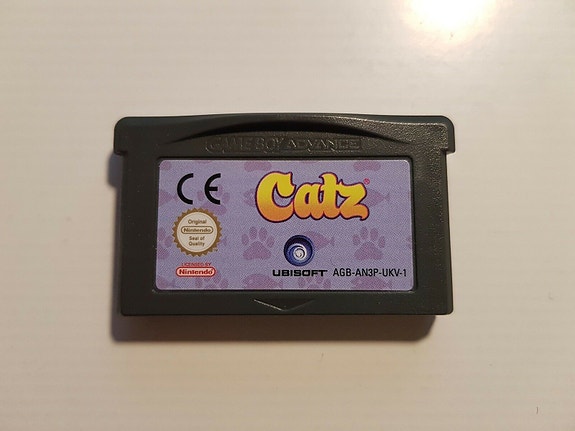 GAME BOY ADVANCE
CE
Catz®
Original
Nintendo
Seal of
Quality
LICENSED BY
Nintendo
UBISOFT
AGB-AN3P-UKV-1